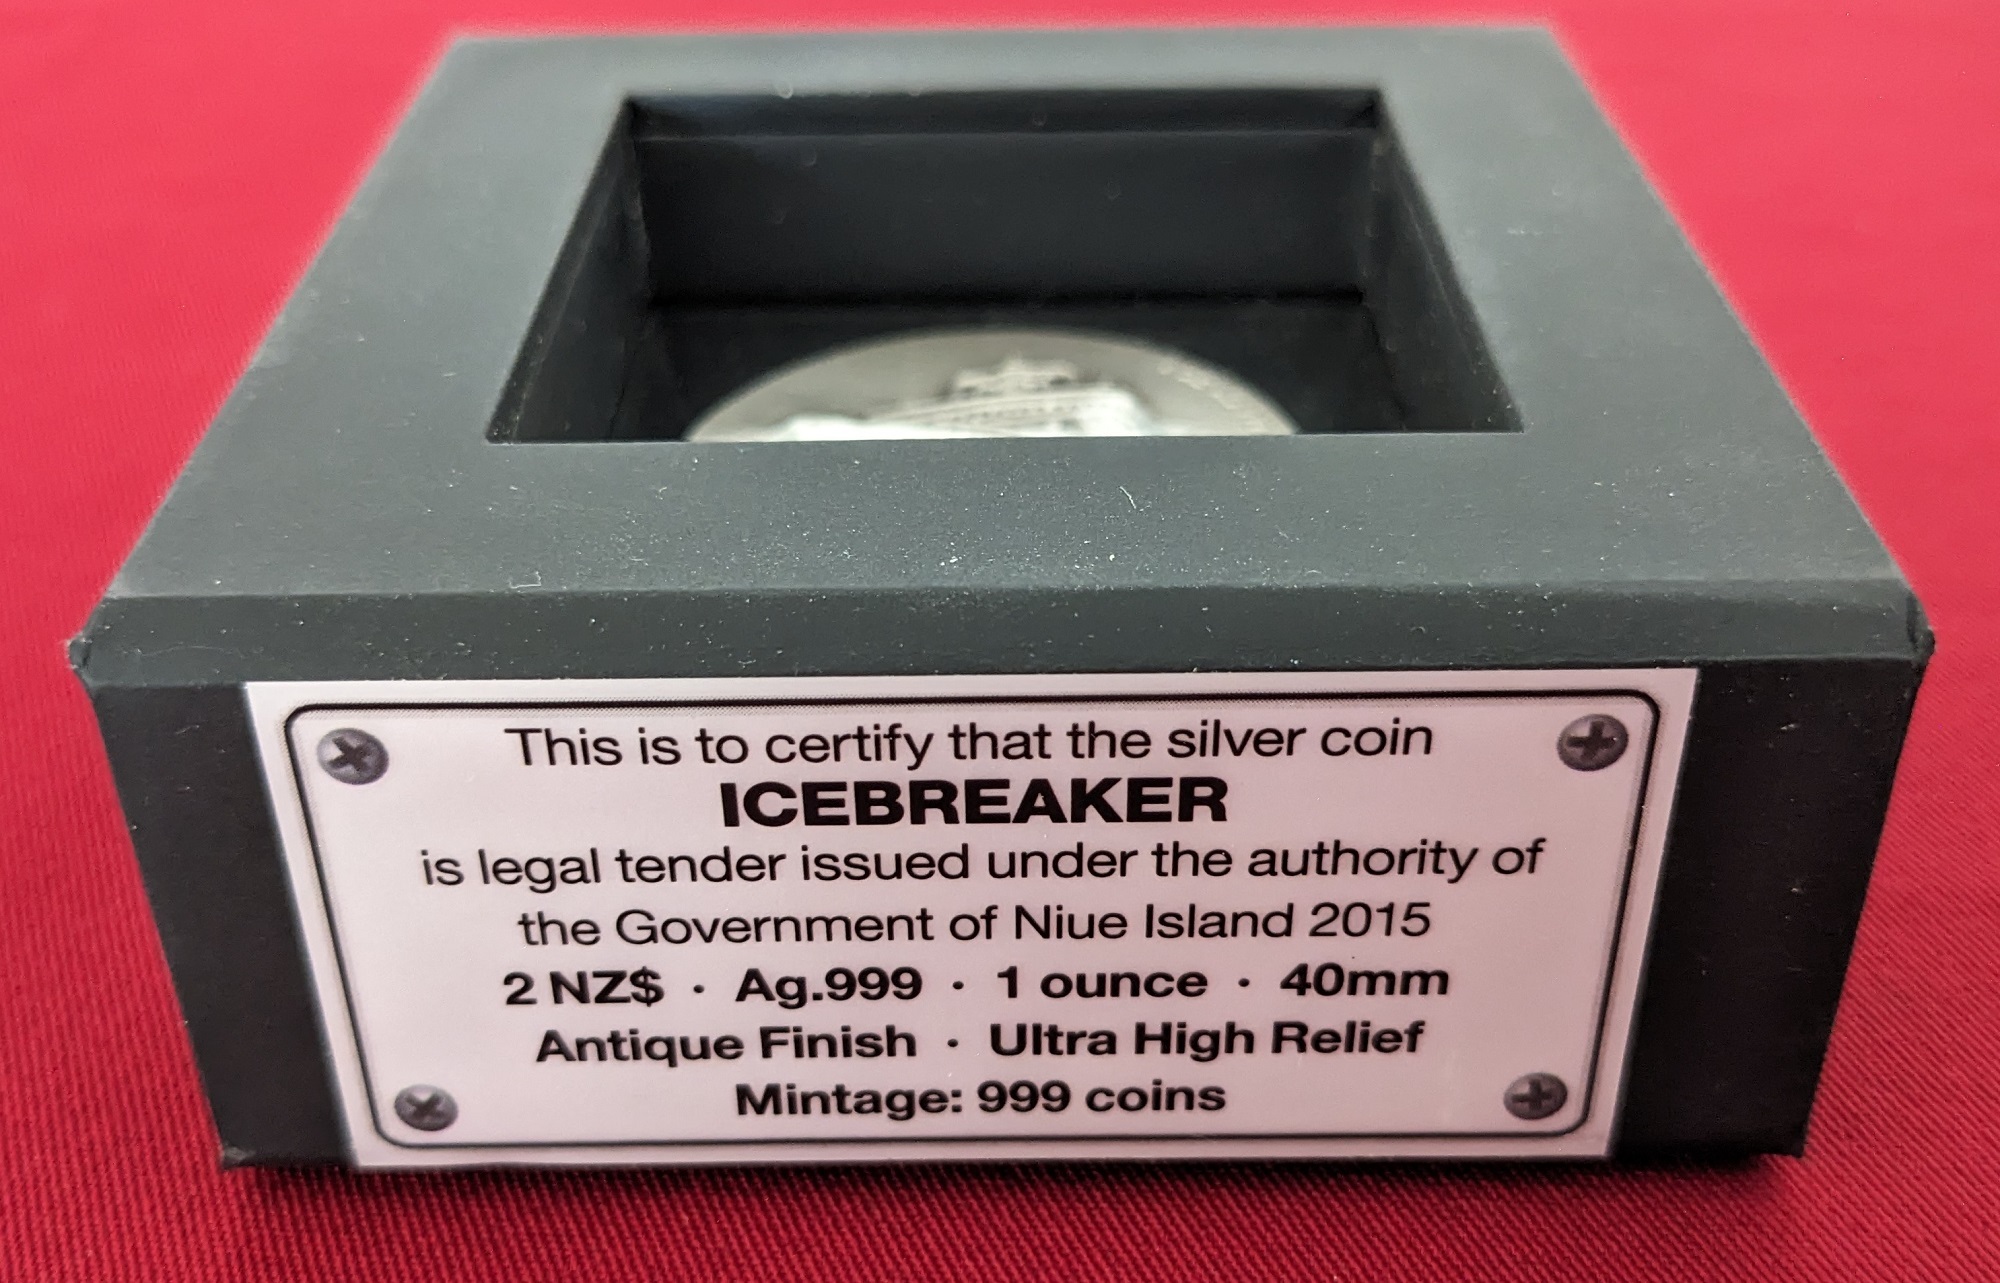 This is to certify that the silver coin
ICEBREAKER
is legal tender issued under the authority of
the Government of Niue Island 2015
2 NZ$ · Ag.999 · 1 ounce · 40mm
Antique Finish · Ultra High Relief
Mintage: 999 coins